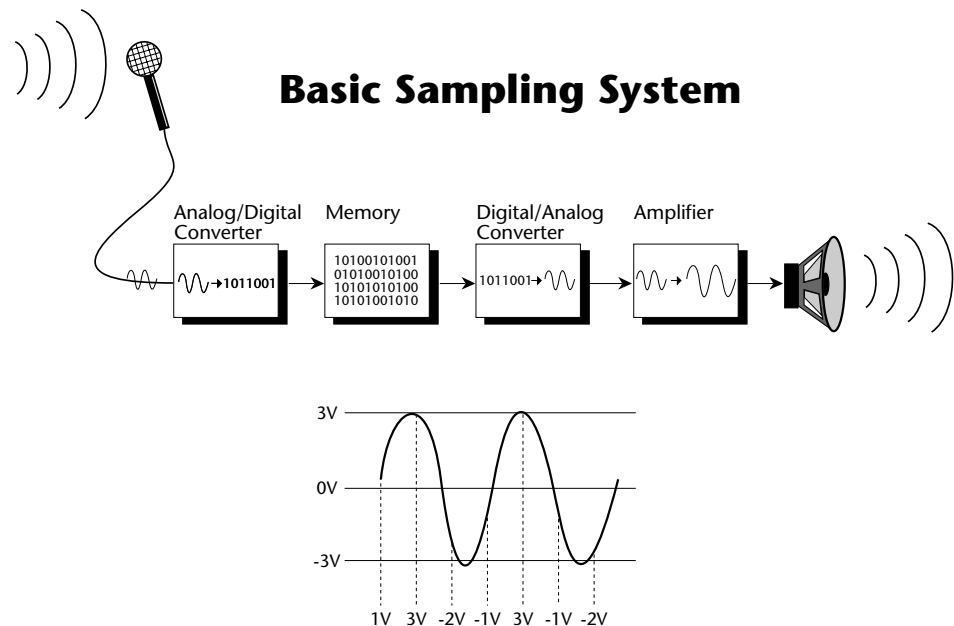 Basic Sampling System
Analog/Digital
Converter
Memory
Digital/Analog
Converter
Amplifier
1011001
10100101001
01010010100
10101010100
10101001010
1011001
3V
0V
-3V
1V 3V -2V -1V 3V -1V -2V